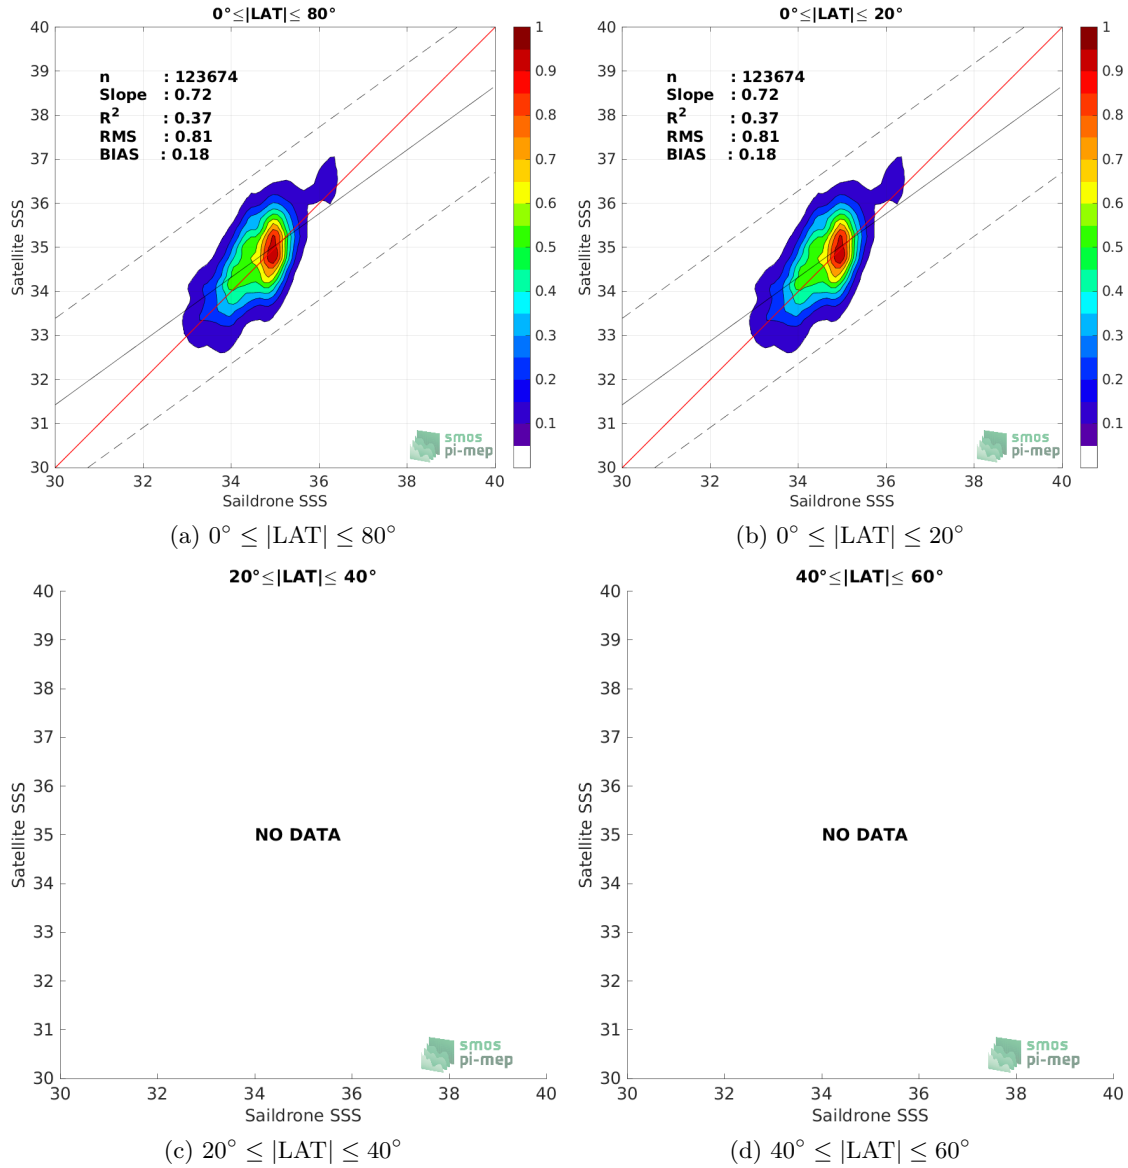 0°≤|LAT|≤ 80°
40
39
38
37
36
35
34
33
32
31
30
Satellite SSS
n : 123674
Slope : 0.72
R² : 0.37
RMS : 0.81
BIAS : 0.18
smos
pi-mep
30 32 34 36 38 40
Saildrone SSS
1
0.9
0.8
0.7
0.6
0.5
0.4
0.3
0.2
0.1
(a) 0° ≤ |LAT| ≤ 80°
0°≤|LAT|≤ 20°
40
39
38
37
36
35
34
33
32
31
30
Satellite SSS
n : 123674
Slope : 0.72
R² : 0.37
RMS : 0.81
BIAS : 0.18
smos
pi-mep
30 32 34 36 38 40
Saildrone SSS
1
0.9
0.8
0.7
0.6
0.5
0.4
0.3
0.2
0.1
(b) 0° ≤ |LAT| ≤ 20°
20°≤|LAT|≤ 40°
40
39
38
37
36
35
34
33
32
31
30
Satellite SSS
NO DATA
smos
pi-mep
30 32 34 36 38 40
Saildrone SSS
(c) 20° ≤ |LAT| ≤ 40°
40°≤|LAT|≤ 60°
40
39
38
37
36
35
34
33
32
31
30
Satellite SSS
NO DATA
smos
pi-mep
30 32 34 36 38 40
Saildrone SSS
(d) 40° ≤ |LAT| ≤ 60°